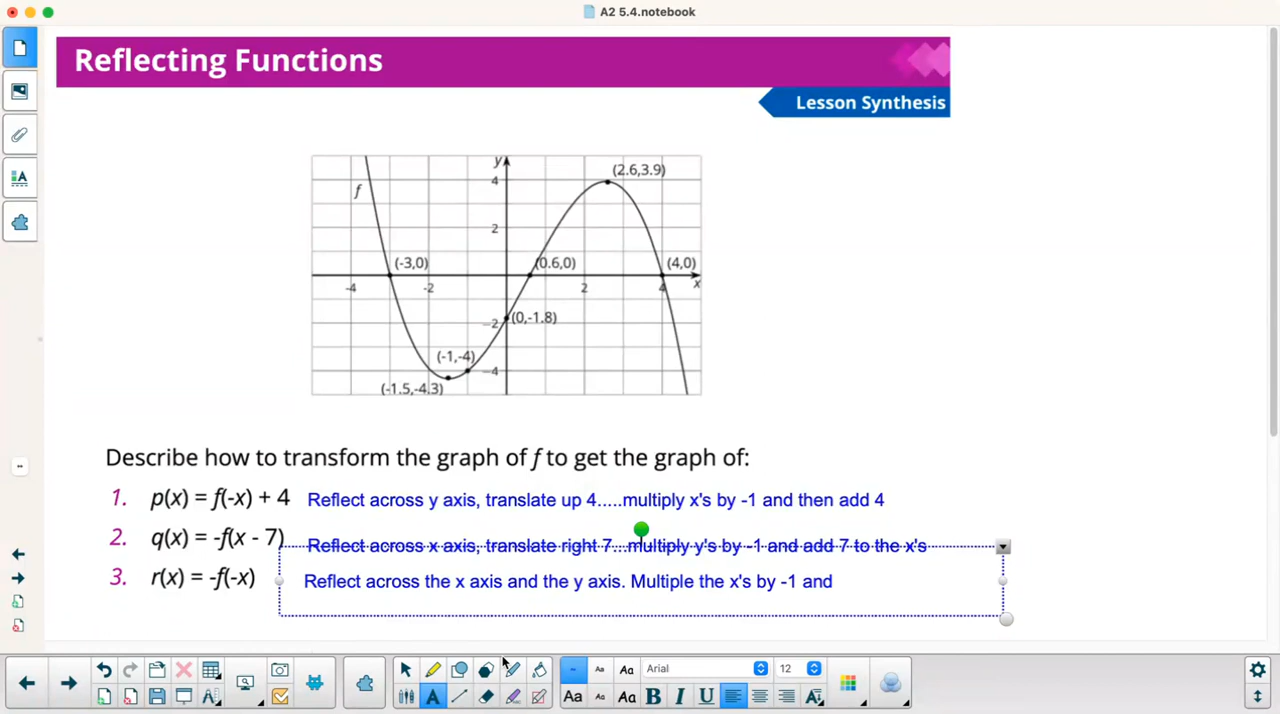 A2 5.4.notebook
Reflecting Functions
Lesson Synthesis
y
(2.6,3.9)
4
f
2
(-3,0)
(0.6,0)
(4,0)
-4
-2
2
4
x
-2
(0,-1.8)
(-1,-4)
-4
(-1.5,-4.3)
Describe how to transform the graph of f to get the graph of:
1. p(x) = f(-x) + 4 Reflect across y axis, translate up 4.....multiply x's by -1 and then add 4
2. q(x) = -f(x - 7) Reflect across x axis, translate right 7...multiply y's by -1 and add 7 to the x's
3. r(x) = -f(-x) Reflect across the x axis and the y axis. Multiple the x's by -1 and
Arial
12
A
B I U
Aa Aa Aa
Aa Aa